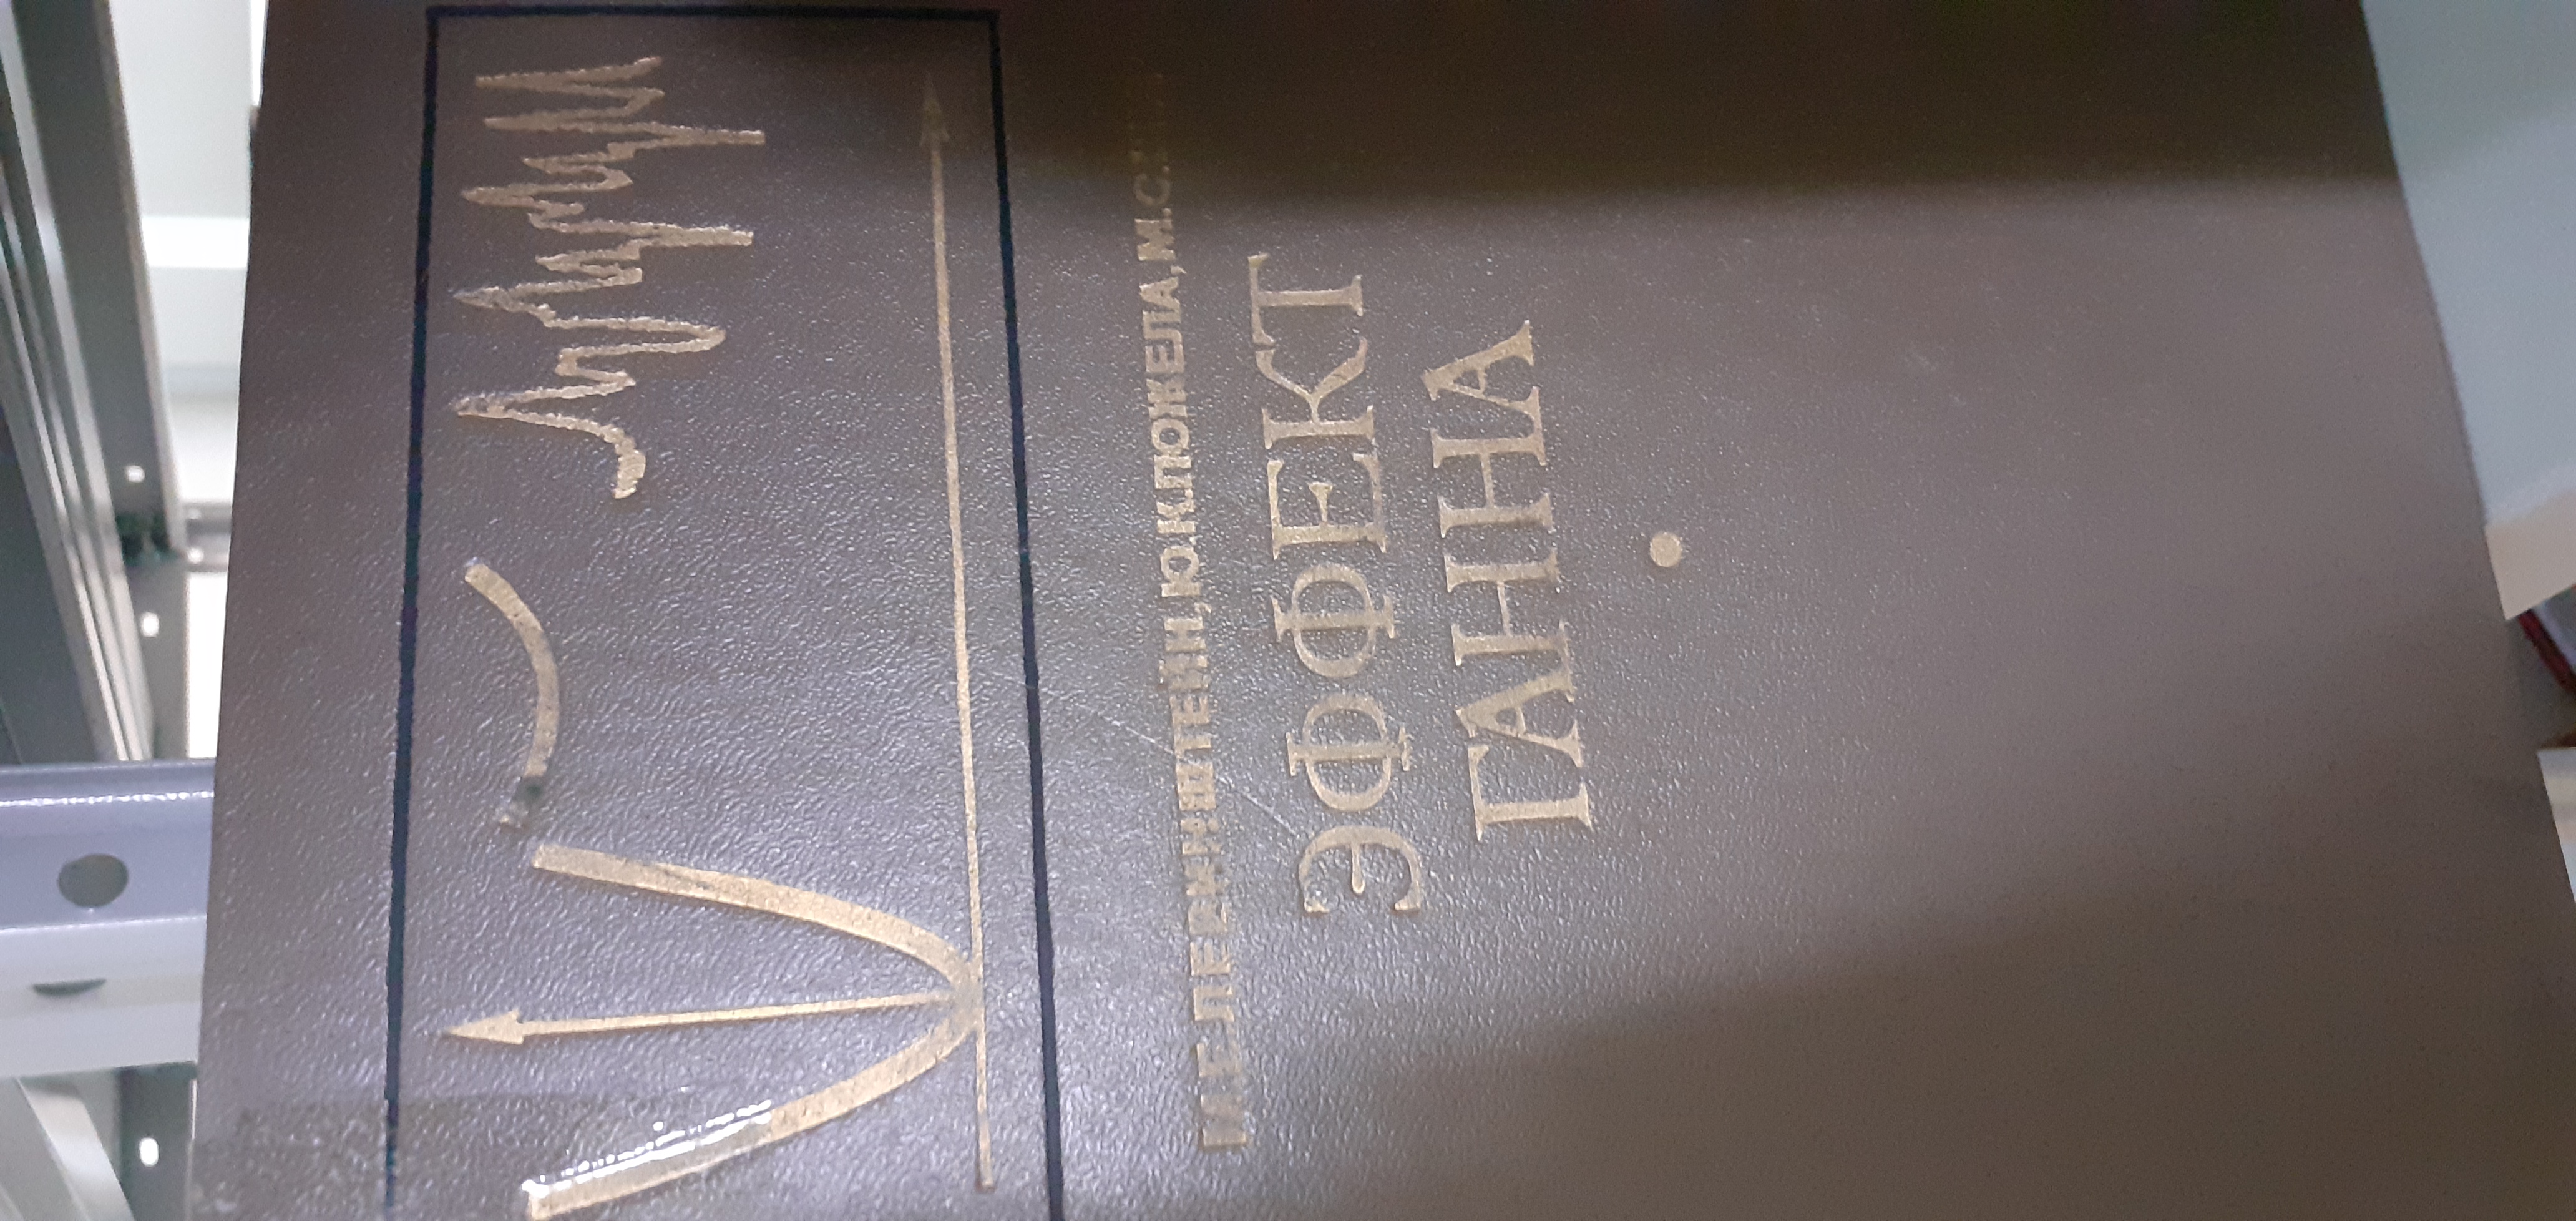 М.Е.ЛЕВИНШТЕЙН, Ю.К.ПОЖЕЛА, М.С.
ЭФФЕКТ
ГАННА